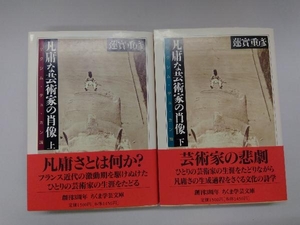 凡庸な芸術家の肖像 上
蓮實重彦
凡庸さとは何か?
フランス近代の激動期を駆けぬけた
ひとりの芸術家の生涯をたどる
ちくま学芸文庫
凡庸な芸術家の肖像 下
蓮實重彦
芸術家の悲劇
ひとりの芸術家の生涯をたどりながら
凡庸さの生成過程をさぐる文化の詩学
ちくま学芸文庫